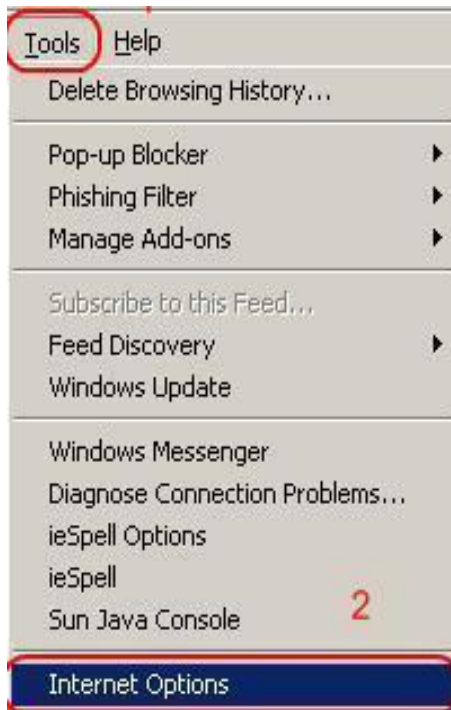 Tools Help
Delete Browsing History...
Pop-up Blocker
Phishing Filter
Manage Add-ons
Subscribe to this Feed...
Feed Discovery
Windows Update
Windows Messenger
Diagnose Connection Problems...
ieSpell Options
ieSpell
Sun Java Console
2
Internet Options